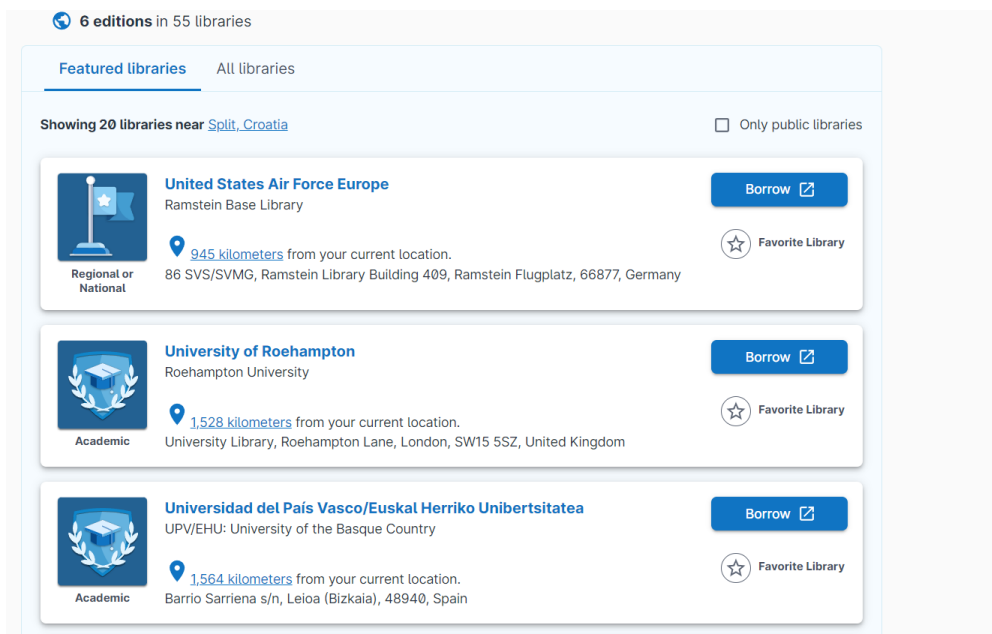 6 editions in 55 libraries
Featured libraries
All libraries
Showing 20 libraries near Split, Croatia
Only public libraries
United States Air Force Europe
Ramstein Base Library
Borrow
945 kilometers from your current location.
Favorite Library
86 SVS/SVMG, Ramstein Library Building 409, Ramstein Flugplatz, 66877, Germany
Regional or
National
University of Roehampton
Roehampton University
Borrow
1,528 kilometers from your current location.
Favorite Library
University Library, Roehampton Lane, London, SW15 5SZ, United Kingdom
Academic
Universidad del País Vasco/Euskal Herriko Unibertsitatea
UPV/EHU: University of the Basque Country
Borrow
1,564 kilometers from your current location.
Favorite Library
Barrio Sarriena s/n, Leioa (Bizkaia), 48940, Spain
Academic